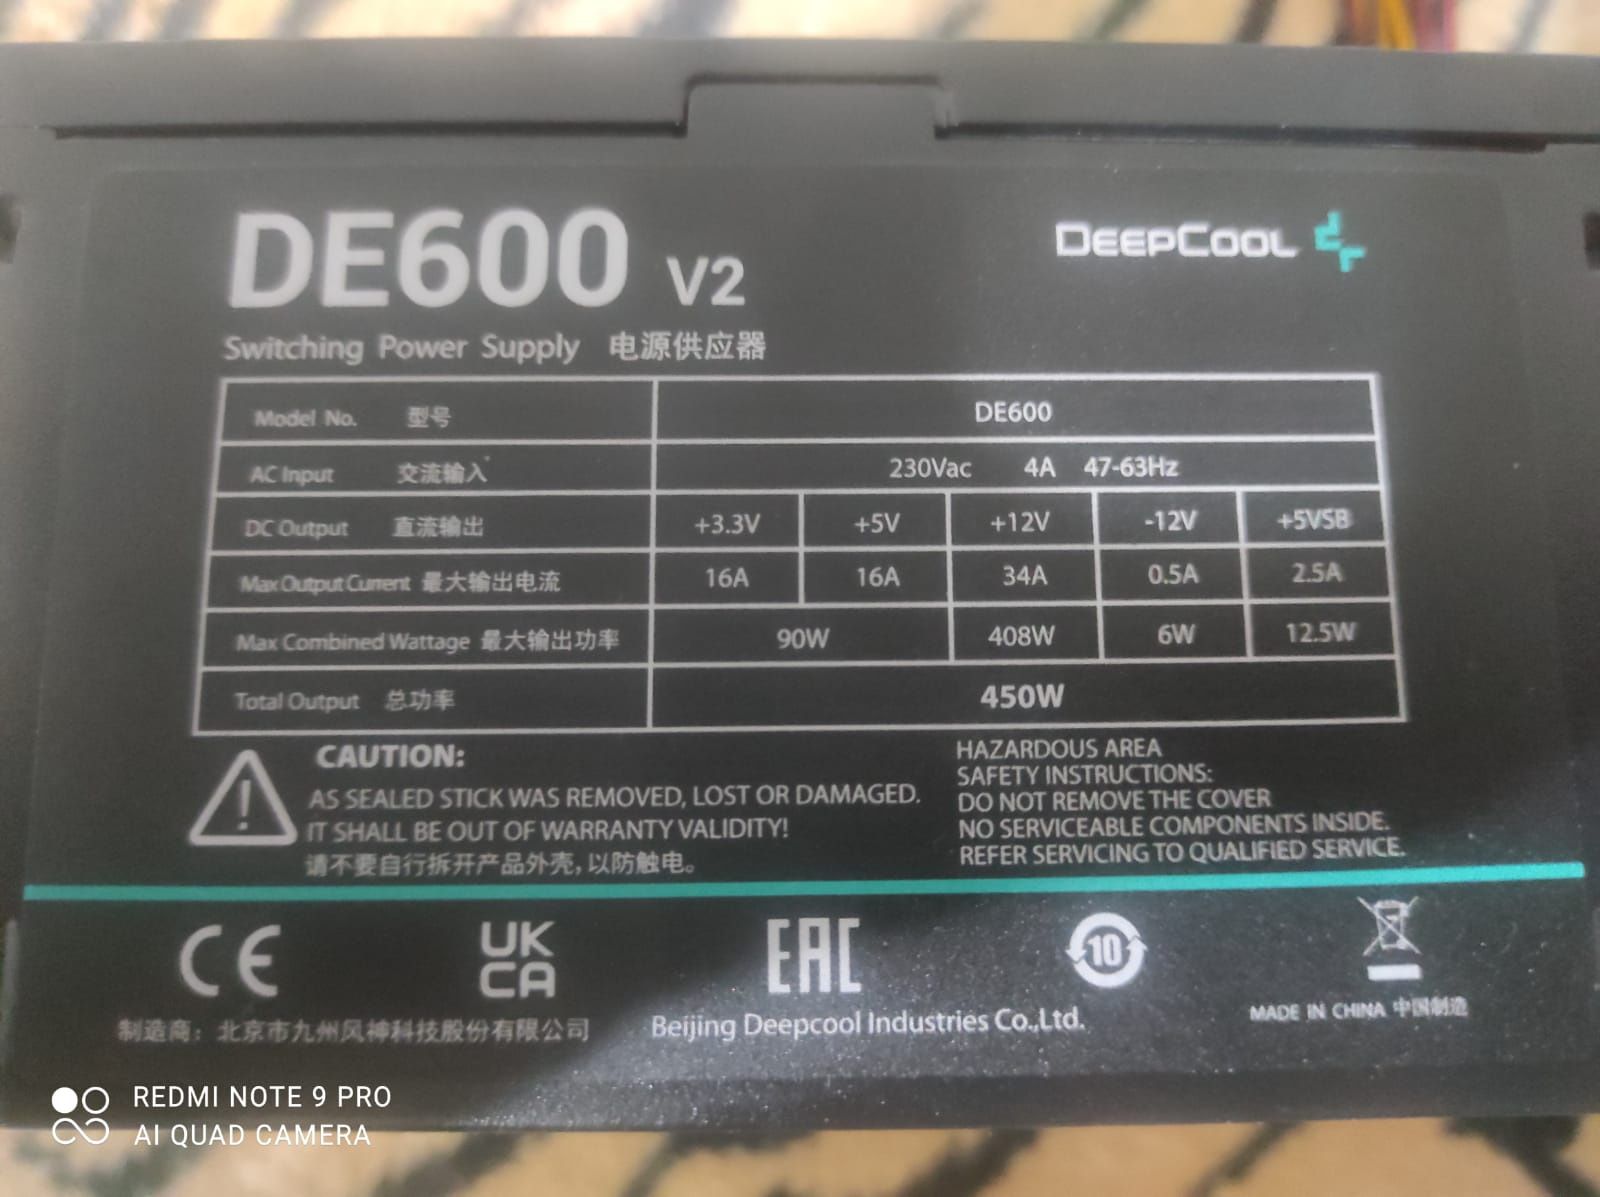 DE600 V2
DEEPCOOL
Switching Power Supply 电源供应器
Model No. 型号 DE600
AC Input 交流输入 230Vac 4A 47-63Hz
DC Output 直流输出 +3.3V +5V +12V -12V +5VSB
Max Output Current 最大输出电流 16A 16A 34A 0.5A 2.5A
Max Combined Wattage 最大输出功率 90W 408W 6W 12.5W
Total Output 总功率 450W
CAUTION:
AS SEALED STICK WAS REMOVED, LOST OR DAMAGED.
IT SHALL BE OUT OF WARRANTY VALIDITY!
请不要自行拆开产品外壳，以防触电。
HAZARDOUS AREA
SAFETY INSTRUCTIONS:
DO NOT REMOVE THE COVER
NO SERVICEABLE COMPONENTS INSIDE.
REFER SERVICING TO QUALIFIED SERVICE.
CE
UK
CA
EAC
10
制造商：北京市九州风神科技股份有限公司
Beijing Deepcool Industries Co.,Ltd.
MADE IN CHINA 中国制造
REDMI NOTE 9 PRO
AI QUAD CAMERA